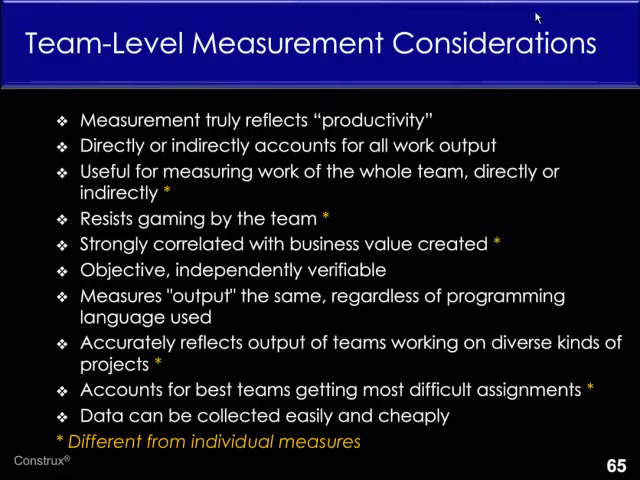 Team-Level Measurement Considerations
❖ Measurement truly reflects “productivity”
❖ Directly or indirectly accounts for all work output
❖ Useful for measuring work of the whole team, directly or
indirectly *
❖ Resists gaming by the team *
❖ Strongly correlated with business value created *
❖ Objective, independently verifiable
❖ Measures "output" the same, regardless of programming
language used
❖ Accurately reflects output of teams working on diverse kinds of
projects *
❖ Accounts for best teams getting most difficult assignments *
❖ Data can be collected easily and cheaply
* Different from individual measures
Construx®
65